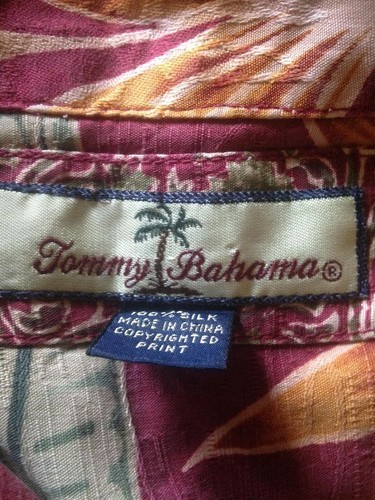 Tommy Bahama®
100% SILK
MADE IN CHINA
COPYRIGHTED
PRINT